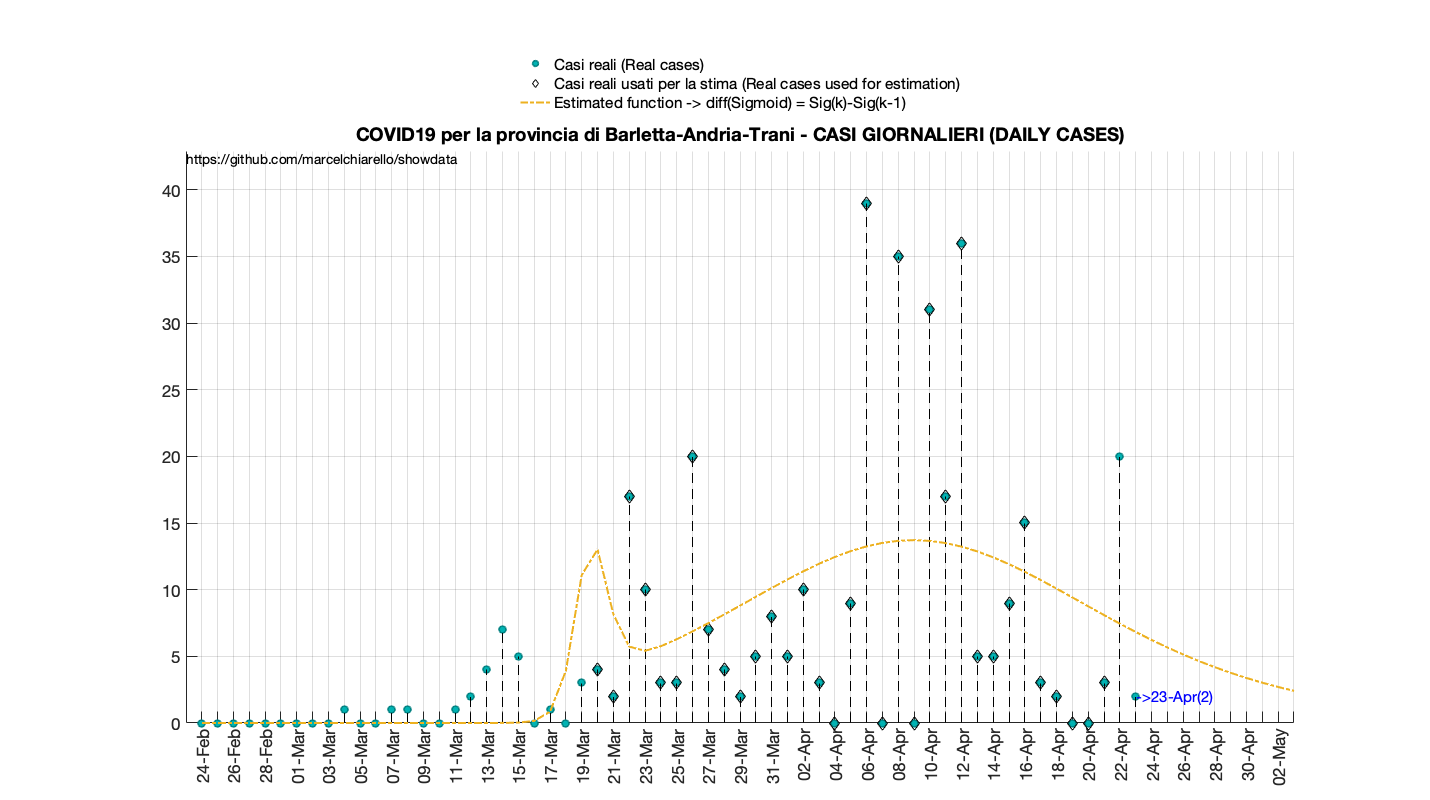 Casi reali (Real cases)
Casi reali usati per la stima (Real cases used for estimation)
Estimated function -> diff(Sigmoid) = Sig(k)-Sig(k-1)
COVID19 per la provincia di Barletta-Andria-Trani - CASI GIORNALIERI (DAILY CASES)
https://github.com/marcelchiarello/showdata
40
35
30
25
20
15
10
5
0
->23-Apr(2)
24-Feb
26-Feb
28-Feb
01-Mar
03-Mar
05-Mar
07-Mar
09-Mar
11-Mar
13-Mar
15-Mar
17-Mar
19-Mar
21-Mar
23-Mar
25-Mar
27-Mar
29-Mar
31-Mar
02-Apr
04-Apr
06-Apr
08-Apr
10-Apr
12-Apr
14-Apr
16-Apr
18-Apr
20-Apr
22-Apr
24-Apr
26-Apr
28-Apr
30-Apr
02-May